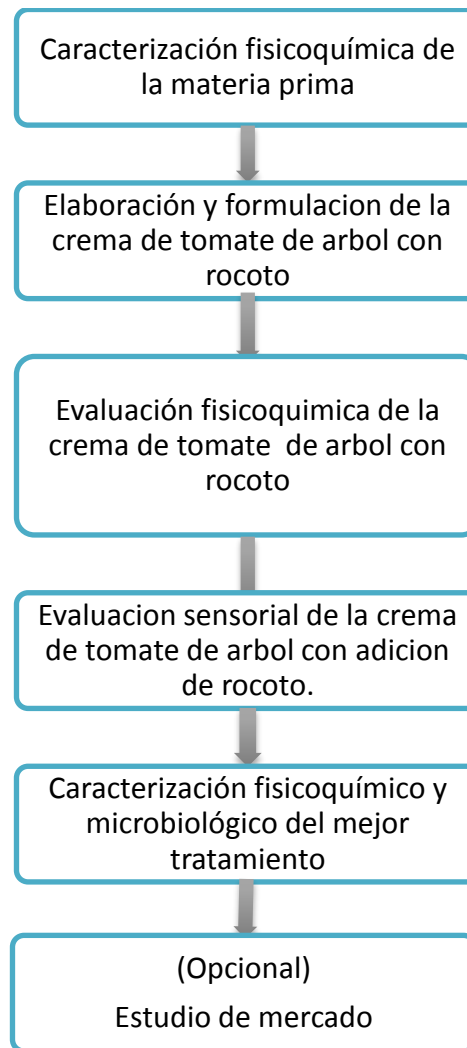 Caracterización fisicoquímica de
la materia prima
Elaboración y formulacion de la
crema de tomate de arbol con
rocoto
Evaluación fisicoquimica de la
crema de tomate de arbol con
rocoto
Evaluacion sensorial de la crema
de tomate de arbol con adicion
de rocoto.
Caracterización fisicoquímico y
microbiológico del mejor
tratamiento
(Opcional)
Estudio de mercado